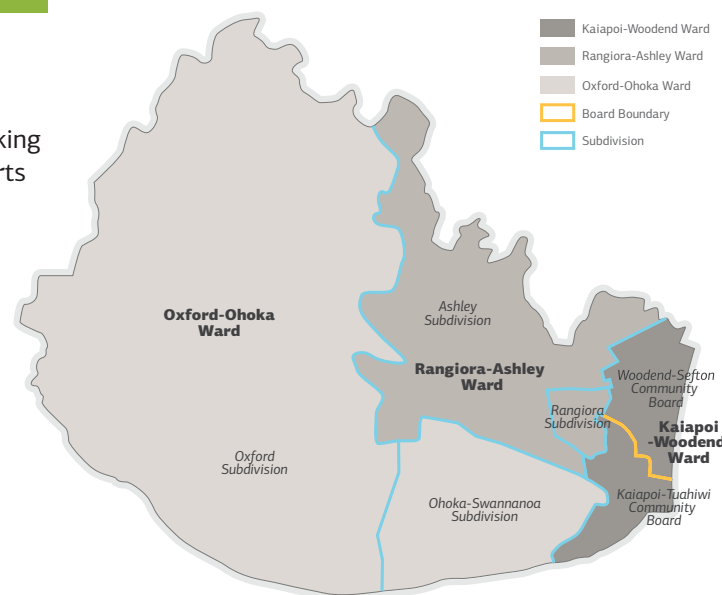 king
rts
Kaiapoi-Woodend Ward
Rangiora-Ashley Ward
Oxford-Ohoka Ward
Board Boundary
Subdivision
Oxford-Ohoka
Ward
Ashley
Subdivision
Rangiora-Ashley
Ward
Woodend-Sefton
Community
Board
Rangiora
Subdivision
Kaiapoi
-Woodend
Ward
Oxford
Subdivision
Ohoka-Swannanoa
Subdivision
Kaiapoi-Tuahiwi
Community
Board